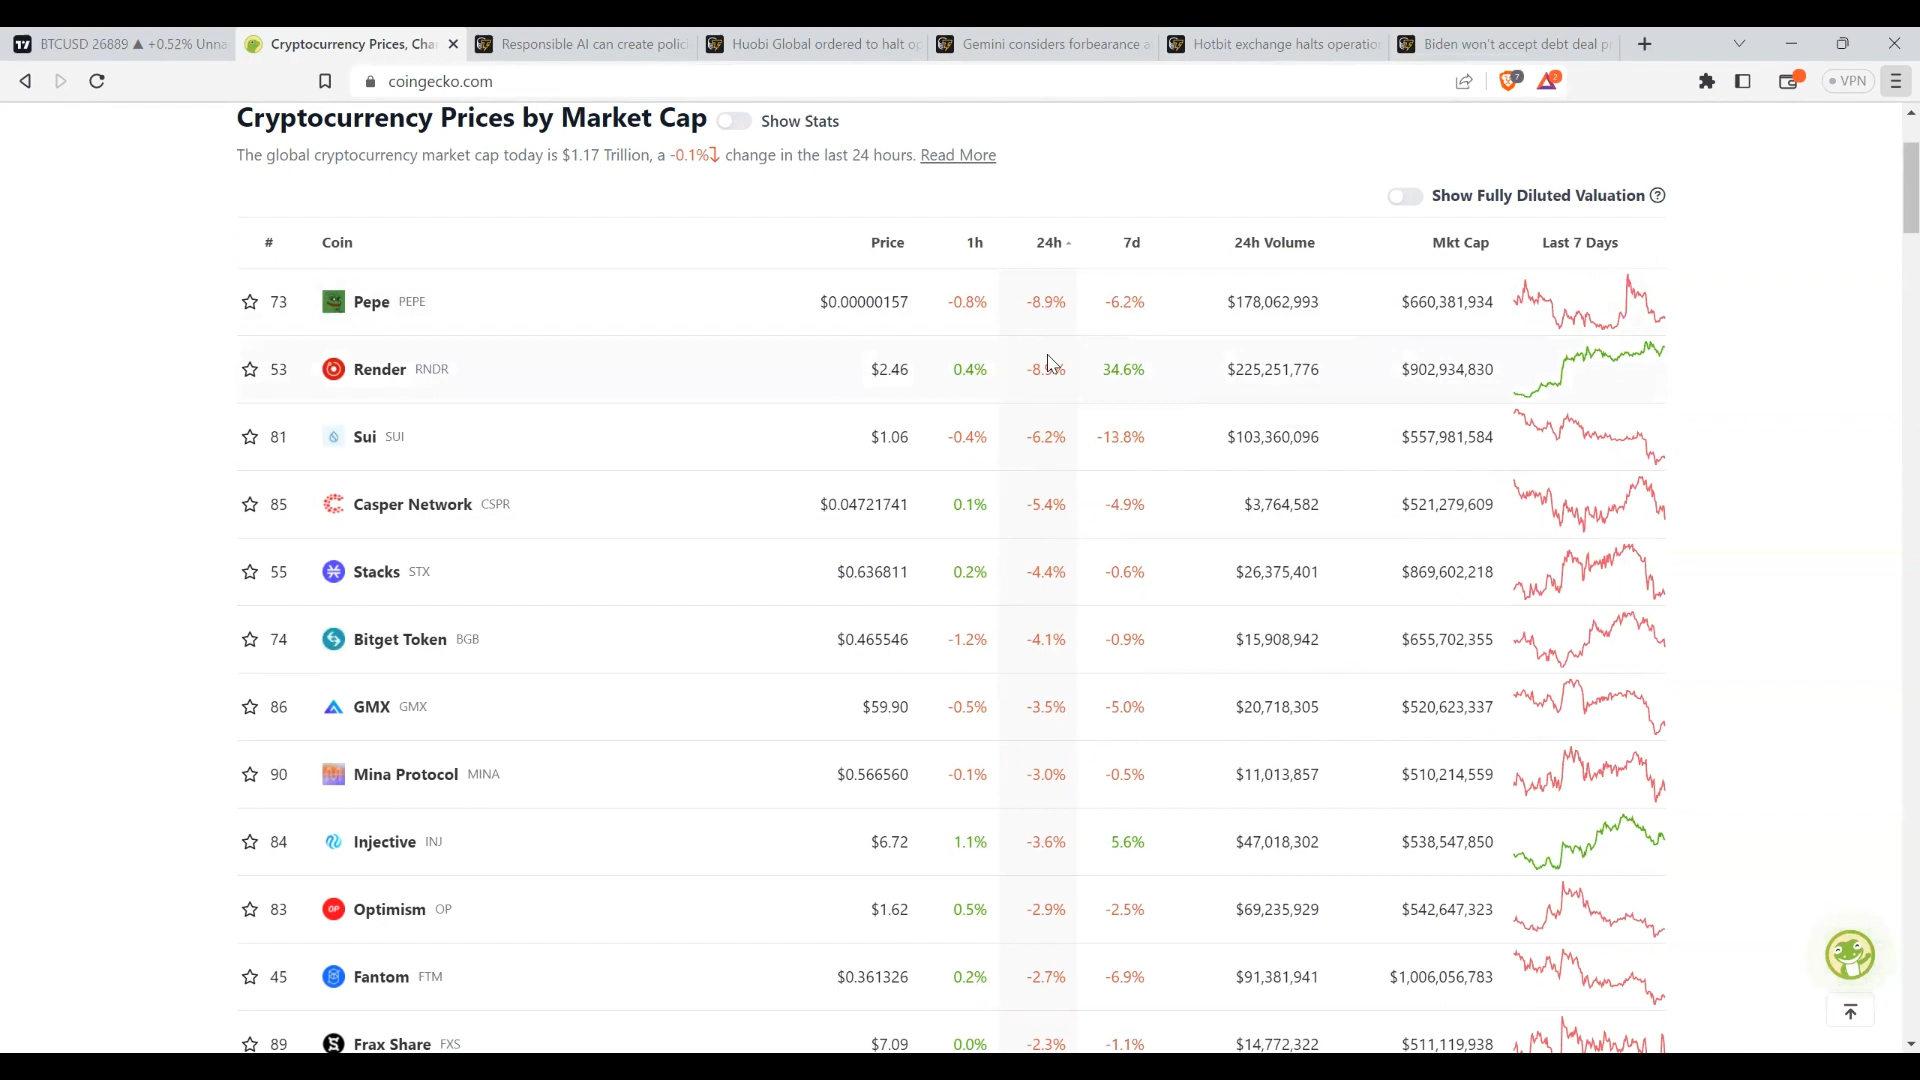 BTCUSD 26889 ▲ +0.52% Unna
Cryptocurrency Prices, Cha
Responsible AI can create polici
Huobi Global ordered to halt op
Gemini considers forbearance a
Hotbit exchange halts operation
Biden won't accept debt deal p
coingecko.com
7
2
VPN
Cryptocurrency Prices by Market Cap Show Stats
The global cryptocurrency market cap today is $1.17 Trillion, a -0.1% change in the last 24 hours. Read More
Show Fully Diluted Valuation ?
# Coin Price 1h 24h 7d 24h Volume Mkt Cap Last 7 Days
73 Pepe PEPE $0.00000157 -0.8% -8.9% -6.2% $178,062,993 $660,381,934
53 Render RNDR $2.46 0.4% 34.6% $225,251,776 $902,934,830
81 Sui SUI $1.06 -0.4% -6.2% -13.8% $103,360,096 $557,981,584
85 Casper Network CSPR $0.04721741 0.1% -5.4% -4.9% $3,764,582 $521,279,609
55 Stacks STX $0.636811 0.2% -4.4% -0.6% $26,375,401 $869,602,218
74 Bitget Token BGB $0.465546 -1.2% -4.1% -0.9% $15,908,942 $655,702,355
86 GMX GMX $59.90 -0.5% -3.5% -5.0% $20,718,305 $520,623,337
90 Mina Protocol MINA $0.566560 -0.1% -3.0% -0.5% $11,013,857 $510,214,559
84 Injective INJ $6.72 1.1% -3.6% 5.6% $47,018,302 $538,547,850
83 OP Optimism OP $1.62 0.5% -2.9% -2.5% $69,235,929 $542,647,323
45 Fantom FTM $0.361326 0.2% -2.7% -6.9% $91,381,941 $1,006,056,783
89 Frax Share FXS $7.09 0.0% -2.3% -1.1% $14,772,322 $511,119,938